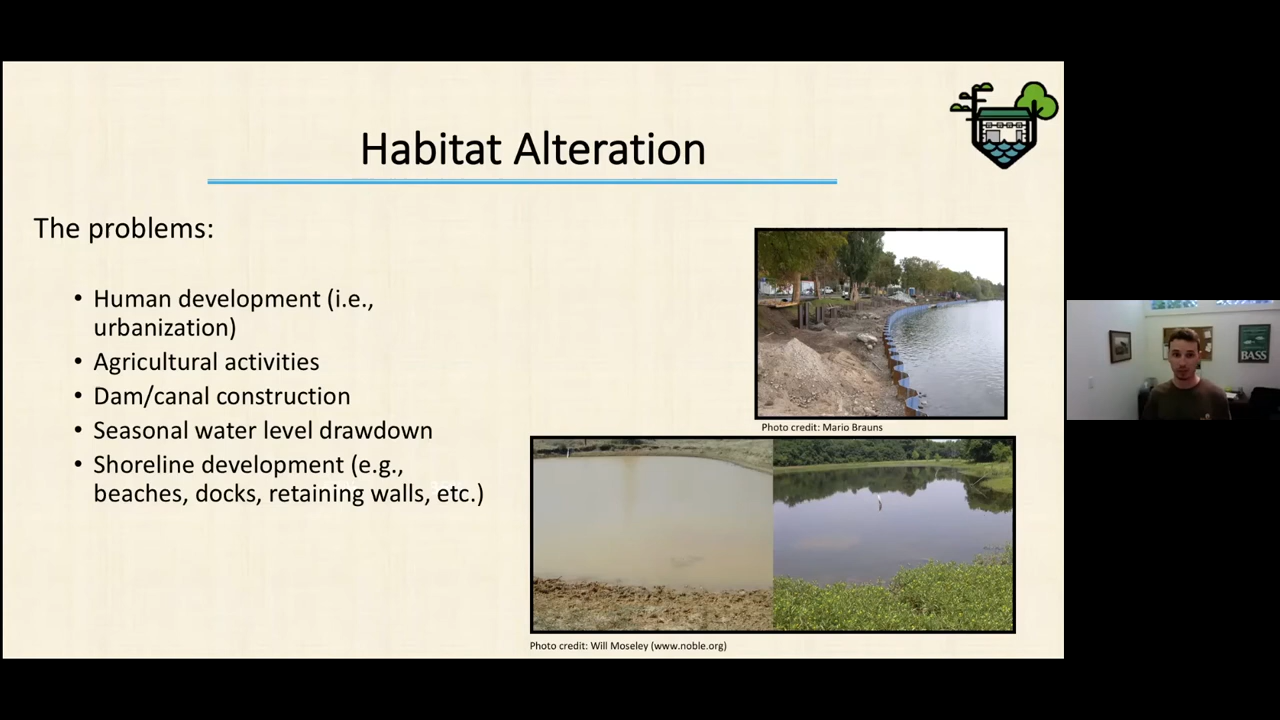 Habitat Alteration
The problems:
• Human development (i.e.,
urbanization)
• Agricultural activities
• Dam/canal construction
• Seasonal water level drawdown
• Shoreline development (e.g.,
beaches, docks, retaining walls, etc.)
Photo credit: Mario Brauns
Photo credit: Will Moseley (www.noble.org)
BASS